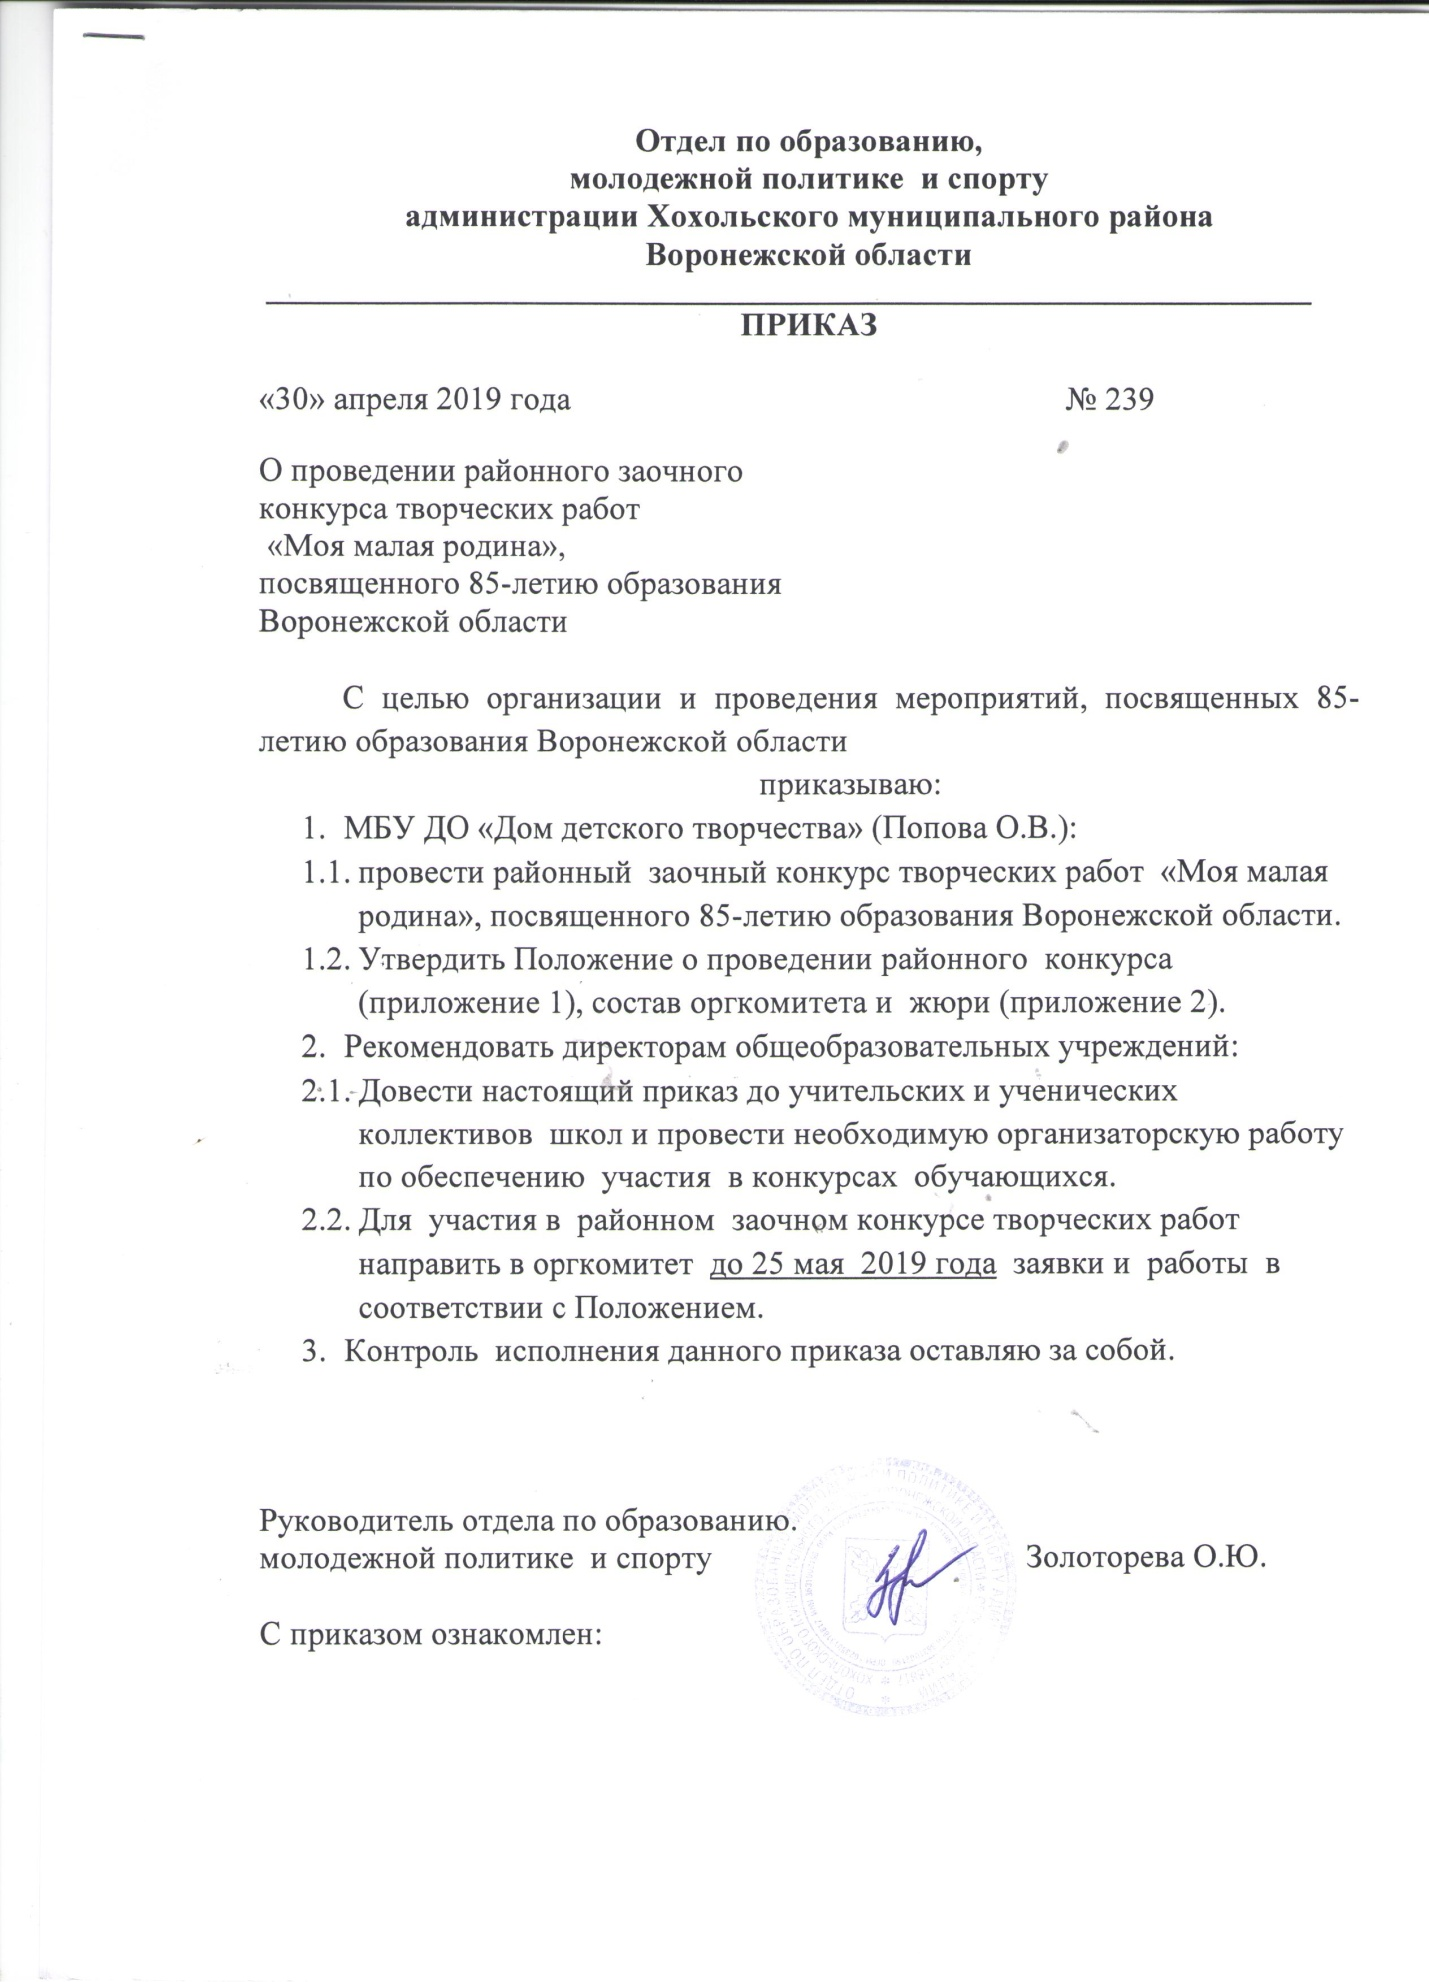 Отдел по образованию,
молодежной политике и спорту
администрации Хохольского муниципального района
Воронежской области
ПРИКАЗ
«30» апреля 2019 года № 239
О проведении районного заочного
конкурса творческих работ
«Моя малая родина»,
посвященного 85-летию образования
Воронежской области
С целью организации и проведения мероприятий, посвященных 85-
летию образования Воронежской области
приказываю:
1. МБУ ДО «Дом детского творчества» (Попова О.В.):
1.1. провести районный заочный конкурс творческих работ «Моя малая
родина», посвященного 85-летию образования Воронежской области.
1.2. Утвердить Положение о проведении районного конкурса
(приложение 1), состав оргкомитета и жюри (приложение 2).
2. Рекомендовать директорам общеобразовательных учреждений:
2.1. Довести настоящий приказ до учительских и ученических
коллективов школ и провести необходимую организаторскую работу
по обеспечению участия в конкурсах обучающихся.
2.2. Для участия в районном заочном конкурсе творческих работ
направить в оргкомитет до 25 мая 2019 года заявки и работы в
соответствии с Положением.
3. Контроль исполнения данного приказа оставляю за собой.
Руководитель отдела по образованию.
молодежной политике и спорту Золоторева О.Ю.
С приказом ознакомлен: